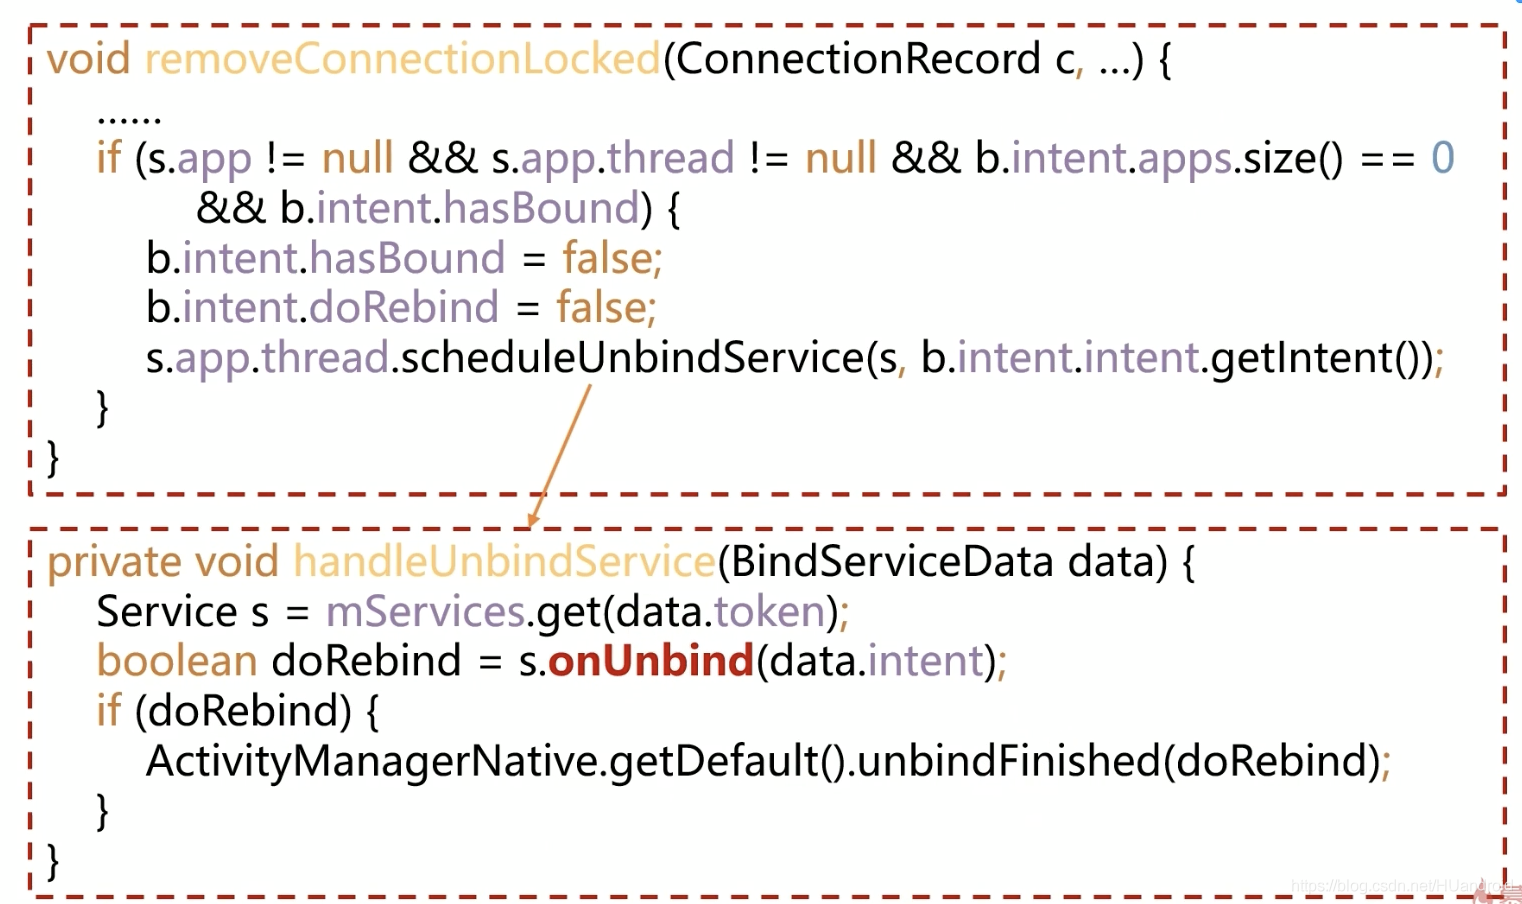 void removeConnectionLocked(ConnectionRecord c, ...) {
......
if (s.app != null && s.app.thread != null && b.intent.apps.size() == 0
&& b.intent.hasBound) {
b.intent.hasBound = false;
b.intent.doRebind = false;
s.app.thread.scheduleUnbindService(s, b.intent.intent.getIntent());
}
}
private void handleUnbindService(BindServiceData data) {
Service s = mServices.get(data.token);
boolean doRebind = s.onUnbind(data.intent);
if (doRebind) {
ActivityManagerNative.getDefault().unbindFinished(doRebind);
}
}
https://blog.csdn.net/HUandroid